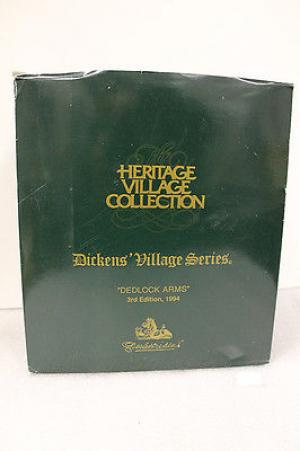 The
HERITAGE
VILLAGE
COLLECTION
Dickens' Village Series®
"DEDLOCK ARMS"
3rd Edition, 1994